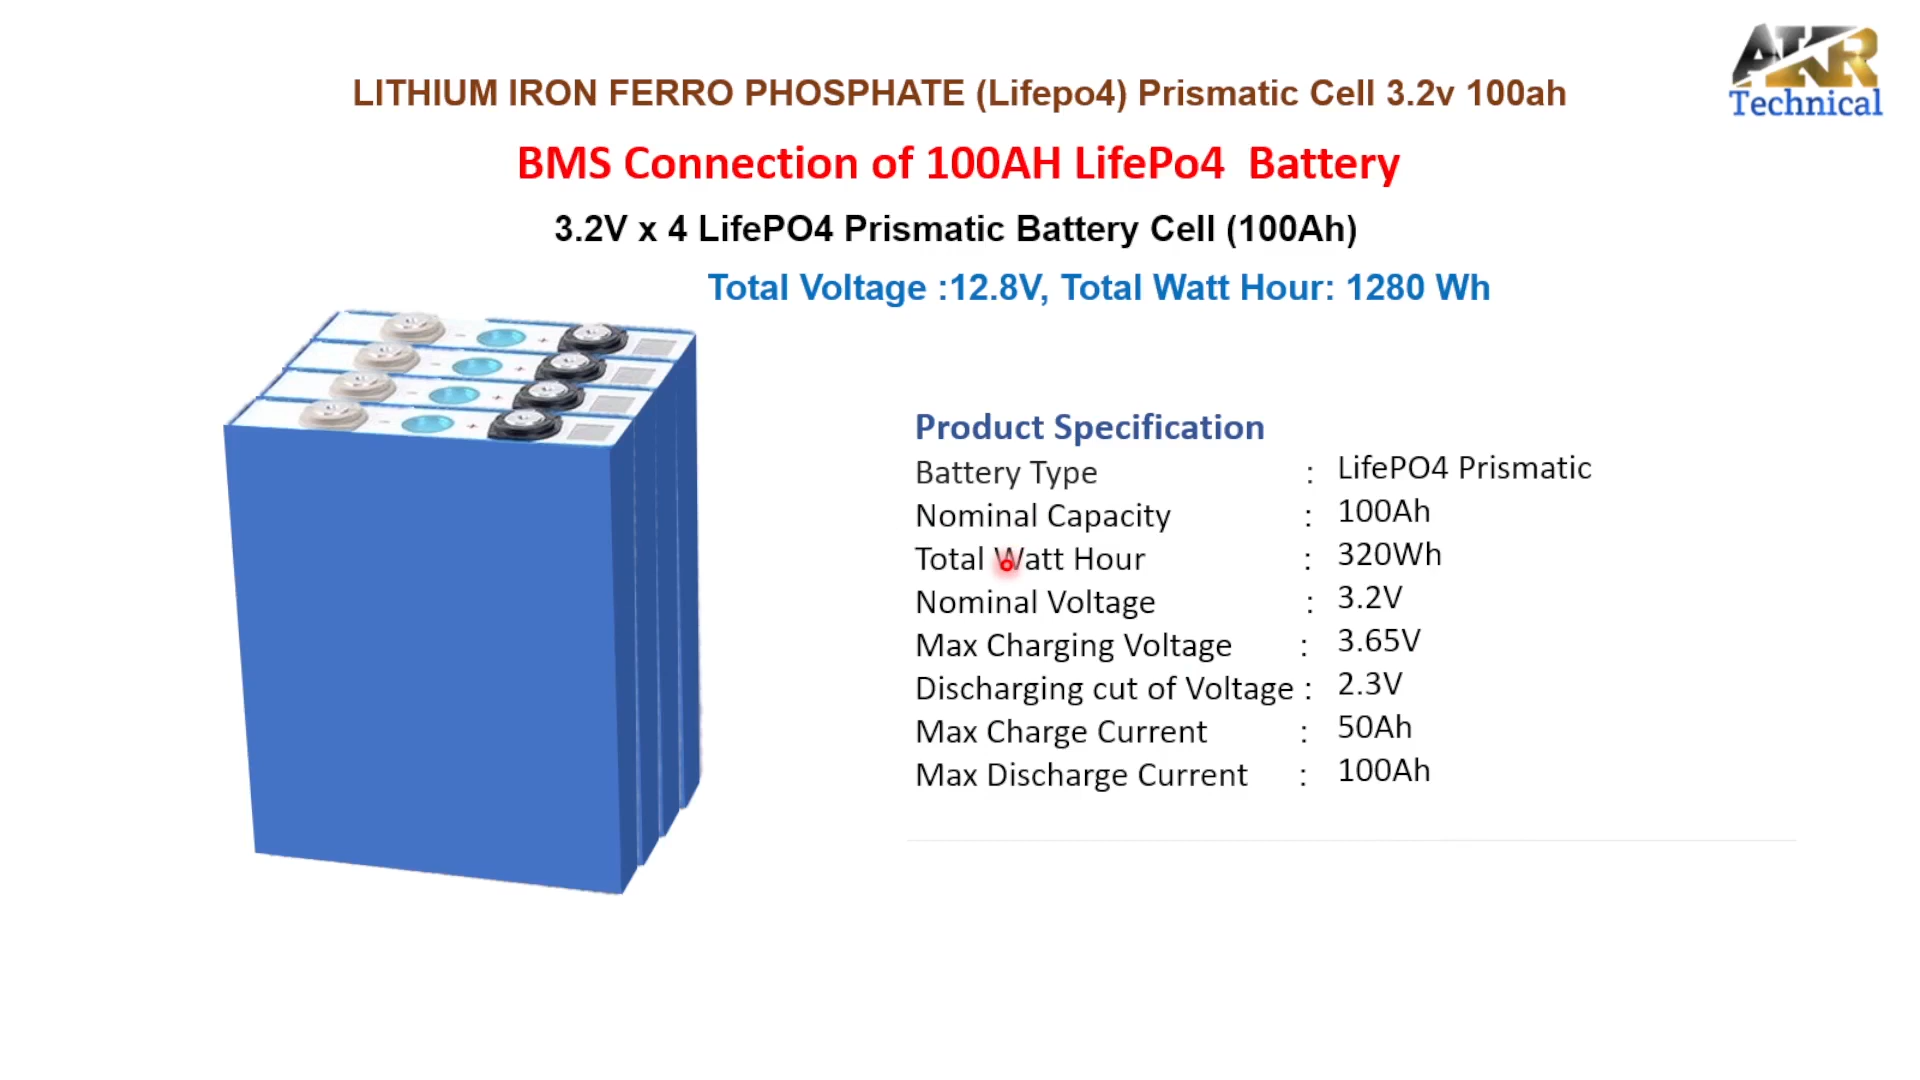 AKR
Technical
LITHIUM IRON FERRO PHOSPHATE (Lifepo4) Prismatic Cell 3.2v 100ah
BMS Connection of 100AH LifePo4 Battery
3.2V x 4 LifePO4 Prismatic Battery Cell (100Ah)
Total Voltage :12.8V, Total Watt Hour: 1280 Wh
Product Specification
Battery Type : LifePO4 Prismatic
Nominal Capacity : 100Ah
Total Watt Hour : 320Wh
Nominal Voltage : 3.2V
Max Charging Voltage : 3.65V
Discharging cut of Voltage : 2.3V
Max Charge Current : 50Ah
Max Discharge Current : 100Ah